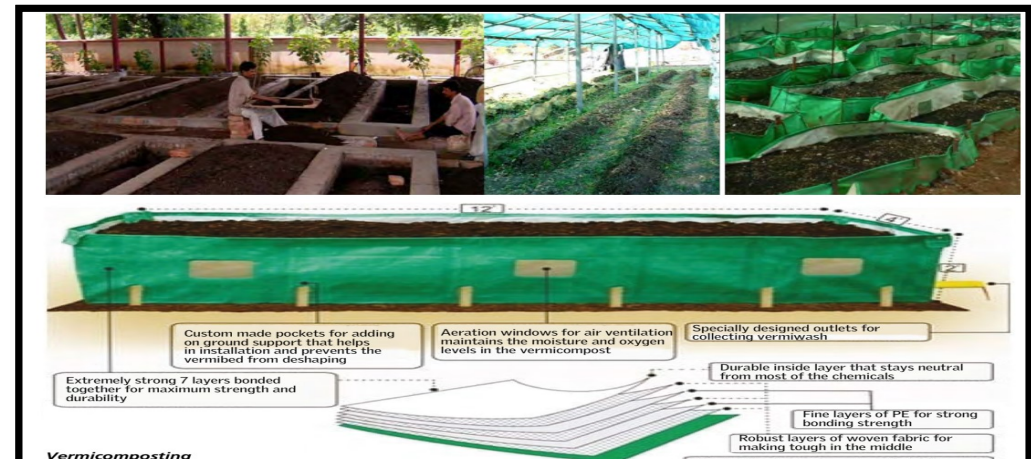 12'
4'
2'
Custom made pockets for adding
on ground support that helps
in installation and prevents the
vermibed from deshaping
Aeration windows for air ventilation
maintains the moisture and oxygen
levels in the vermicompost
Specially designed outlets for
collecting vermiwash
Extremely strong 7 layers bonded
together for maximum strength and
durability
Durable inside layer that stays neutral
from most of the chemicals
Fine layers of PE for strong
bonding strength
Robust layers of woven fabric for
making tough in the middle
Vermicomposting